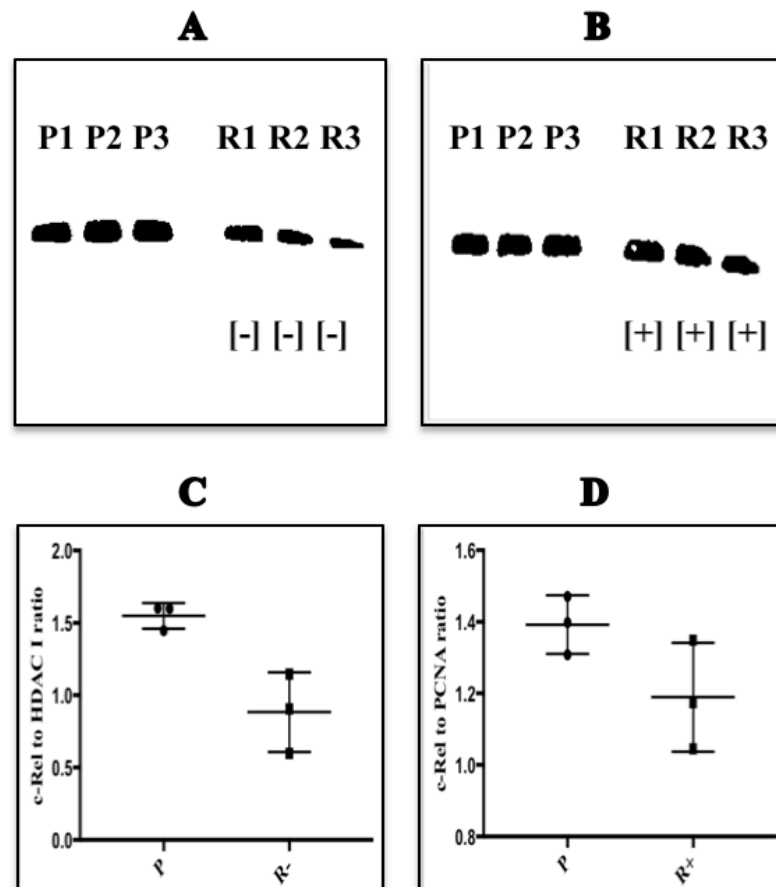 A
P1 P2 P3 R1 R2 R3
[-] [-] [-]
B
P1 P2 P3 R1 R2 R3
[+] [+] [+]
C
c-Rel to HDAC I ratio
2.0
1.5
1.0
0.5
0.0
P
R-
D
c-Rel to PCNA ratio
1.6
1.4
1.2
1.0
0.8
P
R+